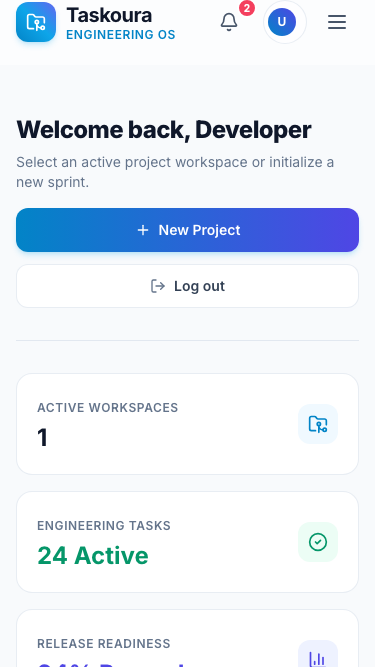 Taskoura
ENGINEERING OS
2
U
Welcome back, Developer
Select an active project workspace or initialize a
new sprint.
New Project
Log out
ACTIVE WORKSPACES
1
ENGINEERING TASKS
24 Active
RELEASE READINESS